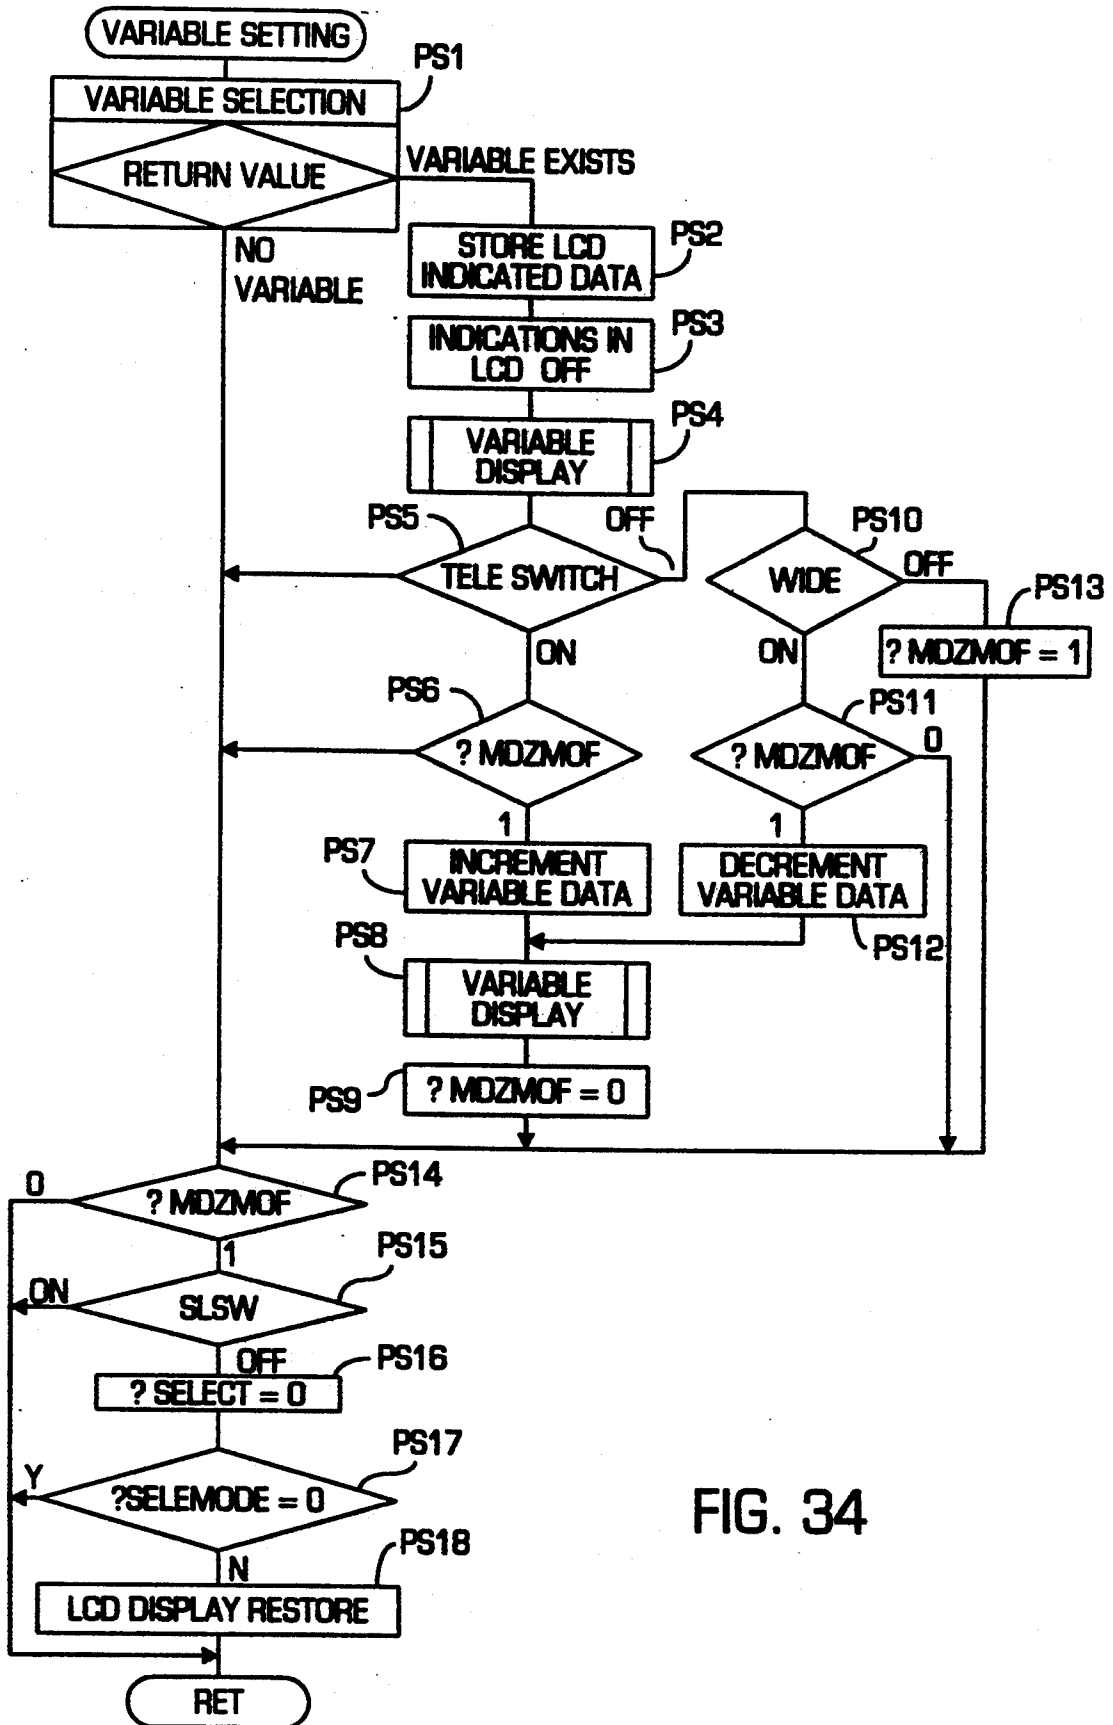 VARIABLE SETTING
PS1
VARIABLE SELECTION
RETURN VALUE
VARIABLE EXISTS
NO
VARIABLE
STORE LCD
INDICATED DATA
PS2
INDICATIONS IN
LCD OFF
PS3
VARIABLE
DISPLAY
PS4
PS5
TELE SWITCH
OFF
ON
PS10
WIDE
OFF
ON
PS13
? MDZMOF = 1
PS6
? MDZMOF
1
PS11
? MDZMOF
0
1
PS7
INCREMENT
VARIABLE DATA
DECREMENT
VARIABLE DATA
PS12
PS8
VARIABLE
DISPLAY
PS9
? MDZMOF = 0
PS14
0
? MDZMOF
1
PS15
ON
SLSW
OFF
PS16
? SELECT = 0
PS17
Y
?SELEMODE = 0
N
PS18
LCD DISPLAY RESTORE
RET
FIG. 34